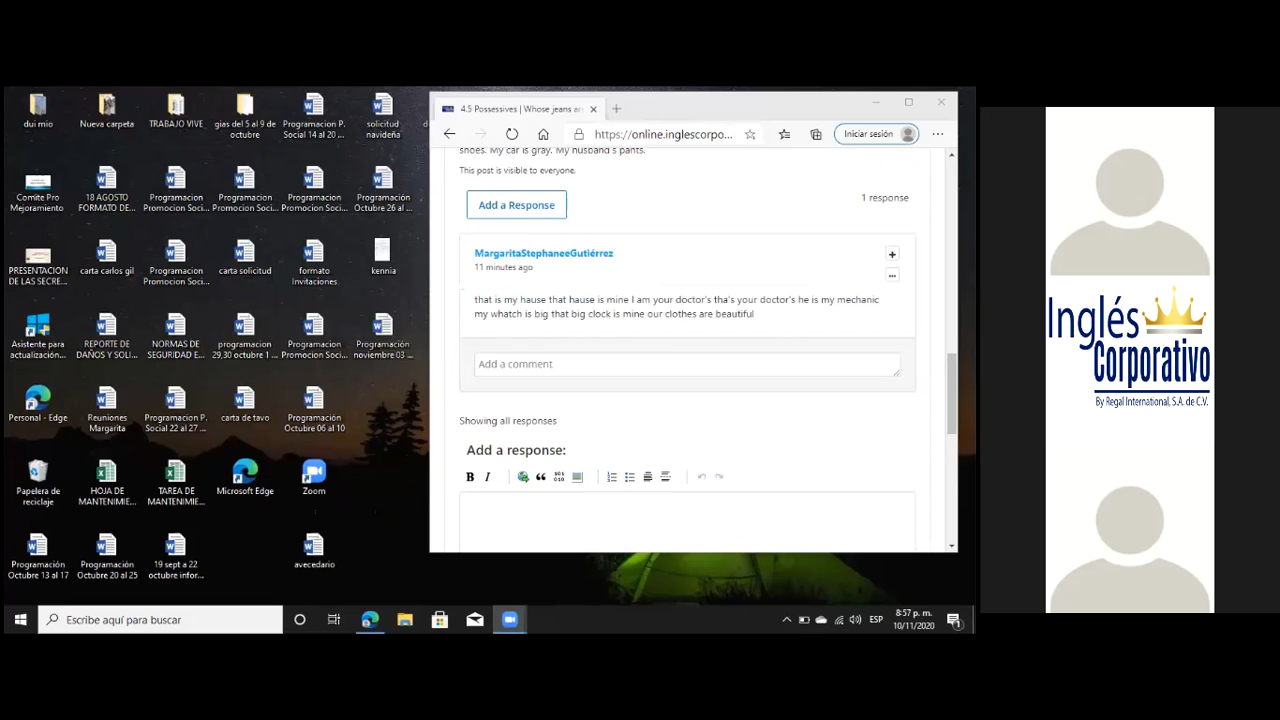 dui mio
Nueva carpeta
TRABAJO VIVE
gias del 5 al 9 de
octubre
Programacion P.
Social 14 al 20 ...
solicitud
navideña
Comite Pro
Mejoramiento
18 AGOSTO
FORMATO DE...
Programacion
Promocion Soci...
Programacion
Promocion Soci...
Programacion
Promocion Soci...
Programación
Octubre 26 al ...
PRESENTACION
DE LAS SECRE...
carta carlos gil
Programacion
Promocion Soci...
carta solicitud
formato
Invitaciones
kennia
Asistente para
actualización...
REPORTE DE
DAÑOS Y SOLI...
NORMAS DE
SEGURIDAD E...
programacion
29,30 octubre 1 ...
Programacion
Promocion Soci...
Programación
noviembre 03 ...
Personal - Edge
Reuniones
Margarita
Programacion P.
Social 22 al 27 ...
carta de tavo
Programación
Octubre 06 al 10
Papelera de
reciclaje
HOJA DE
MANTENIMIE...
TAREA DE
MANTENIMIE...
Microsoft Edge
Zoom
Programación
Octubre 13 al 17
Programación
Octubre 20 al 25
19 sept a 22
octubre infor...
avecedario
4.5 Possessives | Whose jeans are
https://online.inglescorpo...
Iniciar sesión
shoes. My car is gray. My husband's pants.
This post is visible to everyone.
Add a Response
1 response
MargaritaStephaneeGutiérrez
11 minutes ago
that is my hause that hause is mine I am your doctor's tha's your doctor's he is my mechanic
my whatch is big that big clock is mine our clothes are beautiful
Add a comment
Showing all responses
Add a response:
B I
Escribe aquí para buscar
ESP
8:57 p. m.
10/11/2020
1
Inglés
Corporativo
By Regal International, S.A. de C.V.